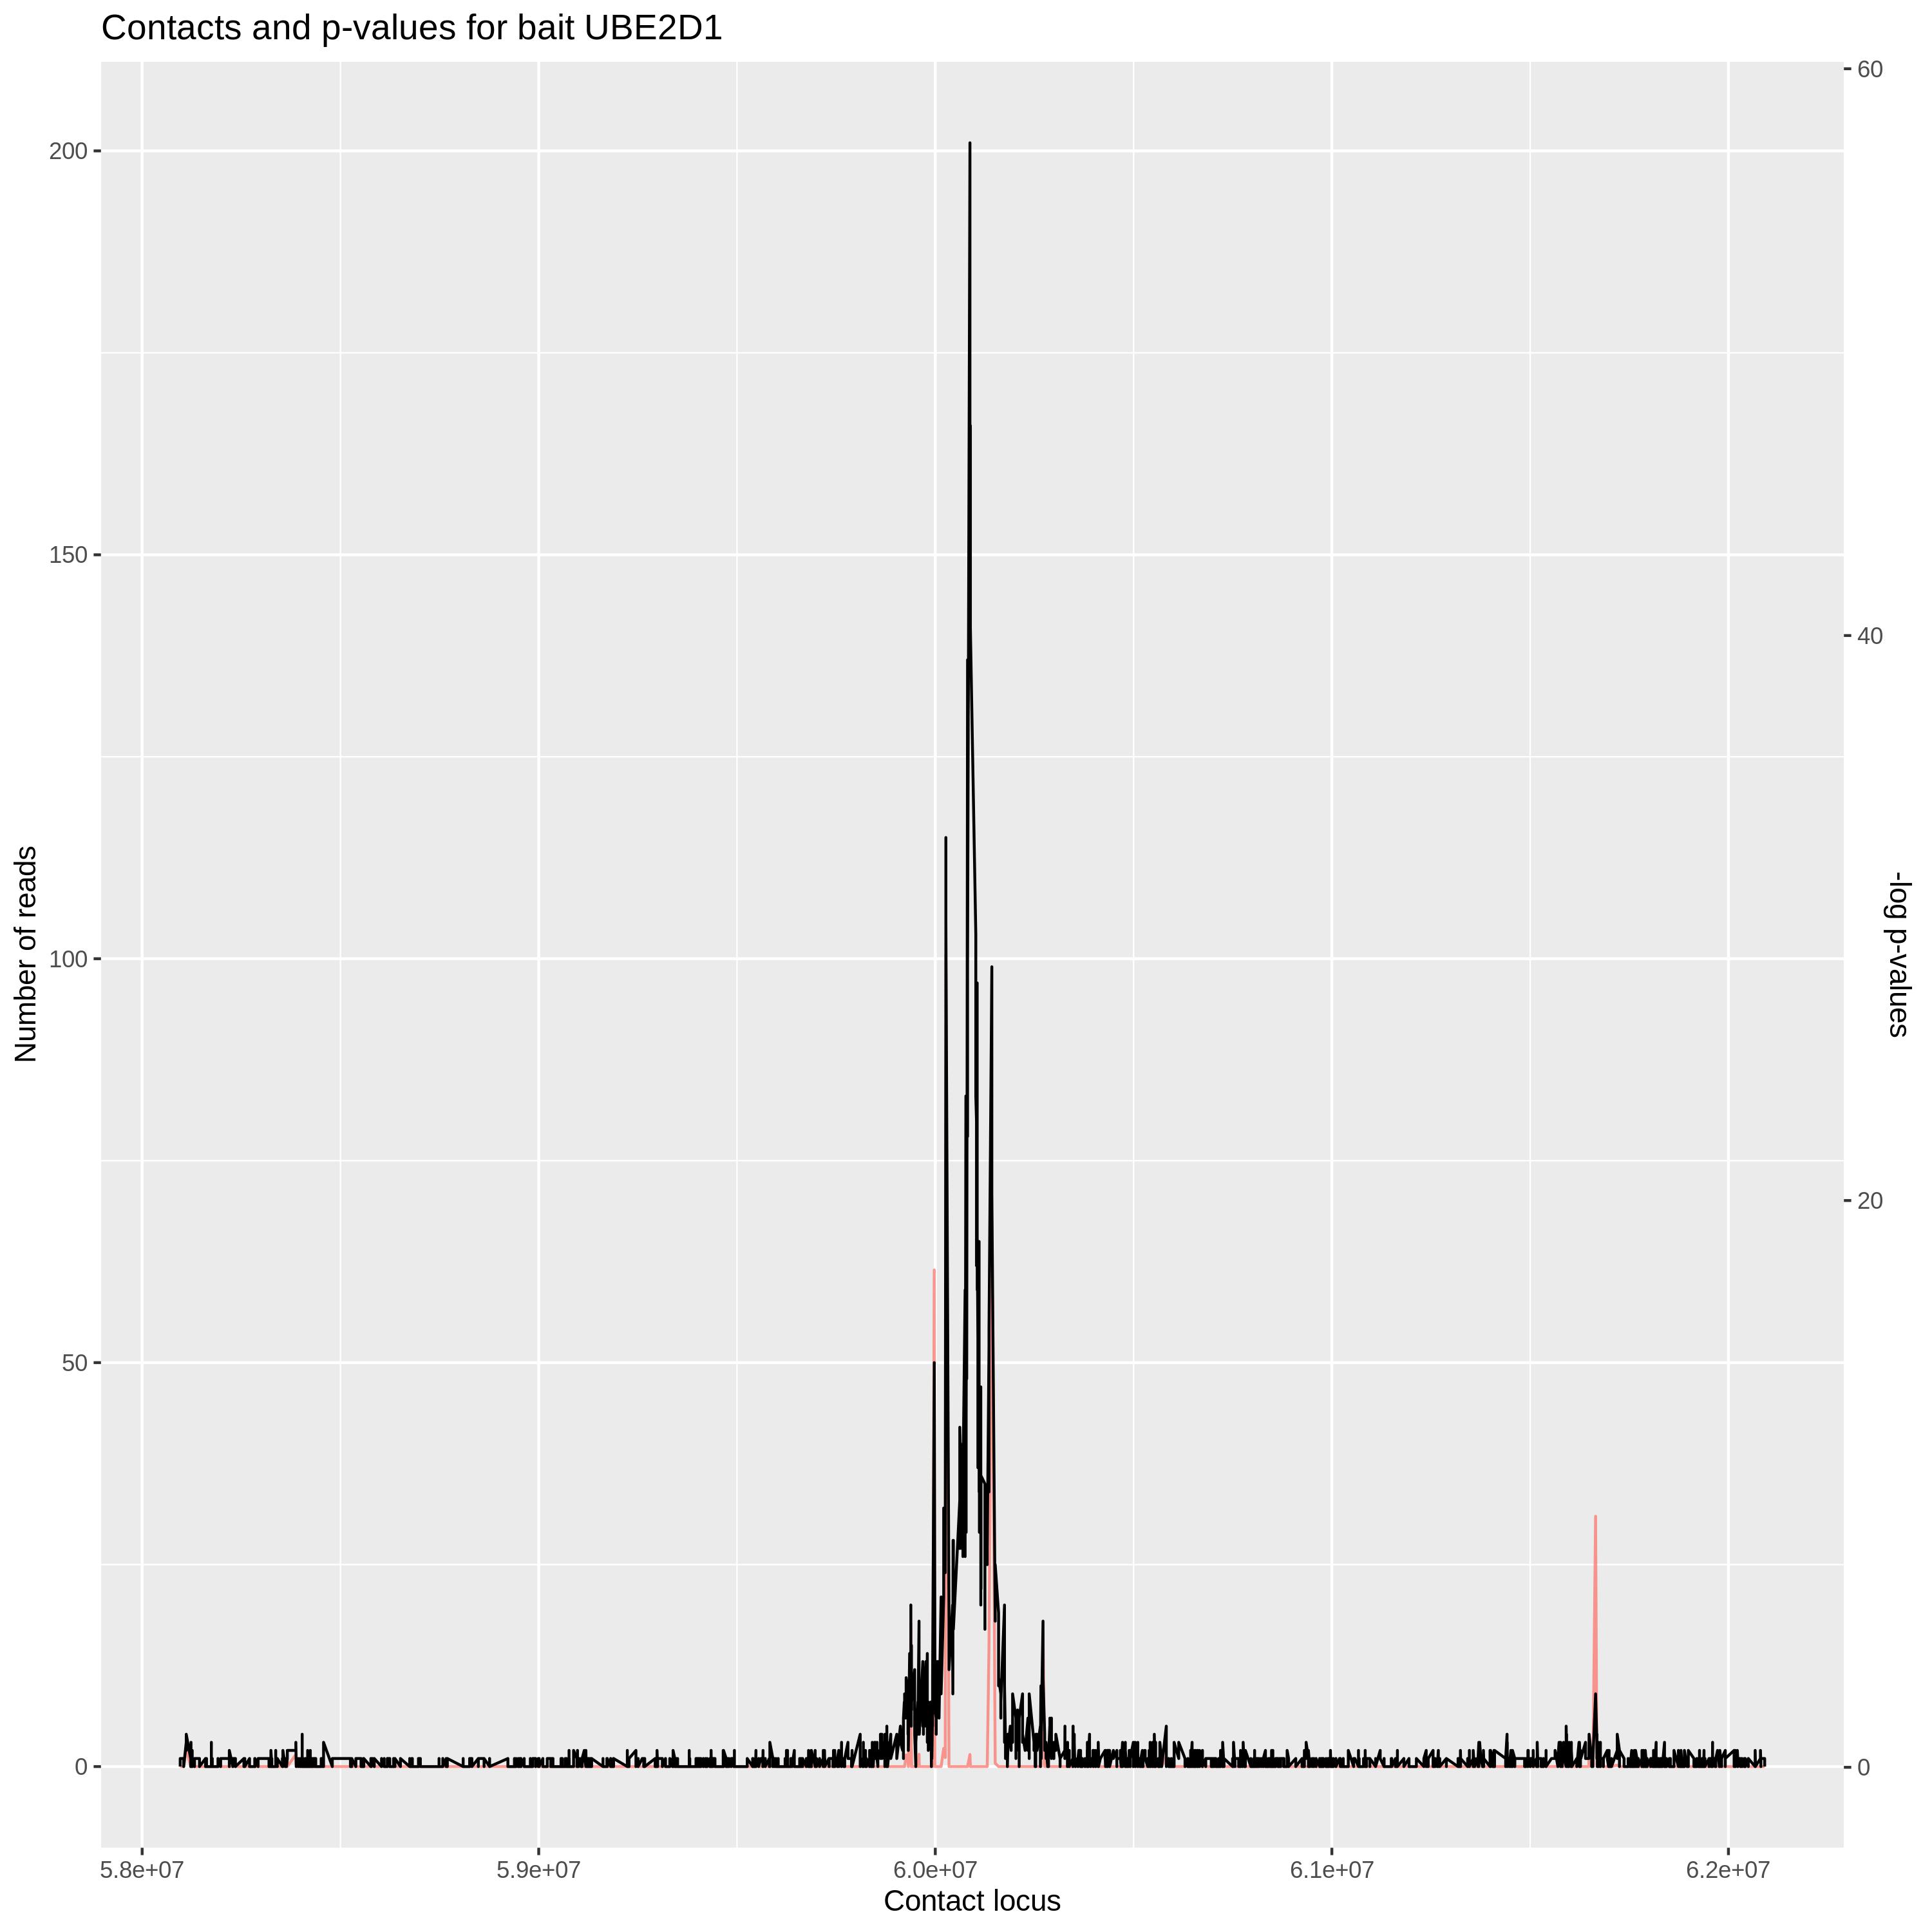 Contacts and p-values for bait UBE2D1
Number of reads
200
150
100
50
0
60
40
20
0
-log p-values
5.8e+07 5.9e+07 6.0e+07 6.1e+07 6.2e+07
Contact locus